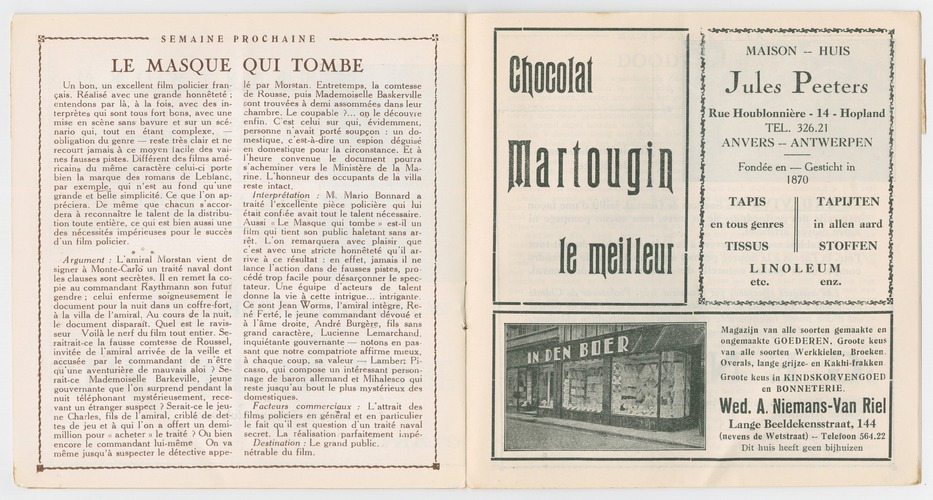 SEMAINE PROCHAINE
LE MASQUE QUI TOMBE
Un bon, un excellent film policier fran-
çais. Réalisé avec une grande honnêteté ;
entendons par là, à la fois, avec des in-
terprètes qui sont tous fort bons, avec une
mise en scène sans bavure et sur un scé-
nario qui, tout en étant complexe, —
obligation du genre — reste très clair et ne
recourt jamais à ce moyen facile des vai-
nes fausses pistes. Différent des films amé-
ricains du même caractère celui-ci porte
bien la marque des romans de Leblanc,
par exemple, qui n'est au fond qu'une
grande et belle simplicité. Ce que l'on ap-
préciera. De même que chacun s'accor-
dera à reconnaître le talent de la distribu-
tion toute entière, ce qui est bien aussi une
des nécessités impérieuses pour le succès
d'un film policier.
* *
Argument : L'amiral Morstan vient de
signer à Monte-Carlo un traité naval dont
les clauses sont secrètes. Il en remet la co-
pie au commandant Raythmann son futur
gendre ; celui enferme soigneusement le
document pour la nuit dans un coffre-fort,
à la villa de l'amiral. Au cours de la nuit,
le document disparaît. Quel est le ravis-
seur Voilà le nerf du film tout entier. Se-
raitrait-ce la fausse comtesse de Roussel,
invitée de l'amiral arrivée de la veille et
accusée par le commandant de n'être
qu'une aventurière de mauvais aloi ? Se-
rait-ce Mademoiselle Barkeville, jeune
gouvernante que l'on surprend pendant la
nuit téléphonant mystérieusement, rece-
vant un étranger suspect ? Serait-ce le jeu-
ne Charles, fils de l'amiral, criblé de det-
tes de jeu et à qui l'on a offert un demi-
million pour « acheter » le traité ? Ou bien
encore le commandant lui-même On va
même jusqu'à suspecter le détective appe-
lé par Morstan. Entretemps, la comtesse
de Rousse, puis Mademoiselle Baskerville
sont trouvées à demi assommées dans leur
chambre. Le coupable ?... on le découvre
enfin. C'est celui sur qui, évidemment,
personne n'avait porté soupçon : un do-
mestique, c'est-à-dire un espion déguisé
en domestique pour la circonstance. Et à
l'heure convenue le document pourra
s'acheminer vers le Ministère de la Ma-
rine. L'honneur des occupants de la villa
reste intact.
Interprétation : M. Mario Bonnard a
traité l'excellente pièce policière qui lui
était confiée avait tout le talent nécessaire.
Aussi « Le Masque qui tombe » est-il un
film qui tient son public haletant sans ar-
rêt. L'on remarquera avec plaisir que
c'est avec une stricte honnêteté qu'il ar-
rive à ce résultat : en effet, jamais il ne
lance l'action dans de fausses pistes, pro-
cédé trop facile pour désarçonner le spec-
tateur. Une équipe d'acteurs de talent
donne la vie à cette intrigue... intrigante.
Ce sont Jean Worms, l'amiral intègre, Re-
né Ferté, le jeune commandant dévoué et
à l'âme droite, André Burgère, fils sans
grand caractère, Lucienne Lemarchand,
inquiétante gouvernante — notons en pas-
sant que notre compatriote affirme mieux,
à chaque coup, sa valeur — Lambert Pi-
casso, qui compose un intéressant person-
nage de baron allemand et Mihalesco qui
reste jusqu'au bout le plus mystérieux des
domestiques.
Facteurs commerciaux : L'attrait des
films policiers en général et en particulier
le fait qu'il est question d'un traité naval
secret. La réalisation parfaitement impé-
Destination : Le grand public.
nétrable du film.
Chocolat
Martougin
le meilleur
MAISON -- HUIS
Jules Peeters
Rue Houblonnière - 14 - Hopland
TEL. 326.21
ANVERS -- ANTWERPEN
Fondée en — Gesticht in
1870
TAPIS TAPIJTEN
en tous genres in allen aard
TISSUS STOFFEN
LINOLEUM
etc. enz.
IN DEN BOER
Magazijn van alle soorten gemaakte en
ongemaakte GOEDEREN. Groote keus
van alle soorten Werkkielen, Broeken.
Overals, lange grijze- en Kakhi-frakken
Groote keus in KINDSKORVENGOED
en BONNETERIE.
Wed. A. Niemans-Van Riel
Lange Beeldekensstraat, 144
(nevens de Wetstraat) -- Telefoon 564.22
Dit huis heeft geen bijhuizen